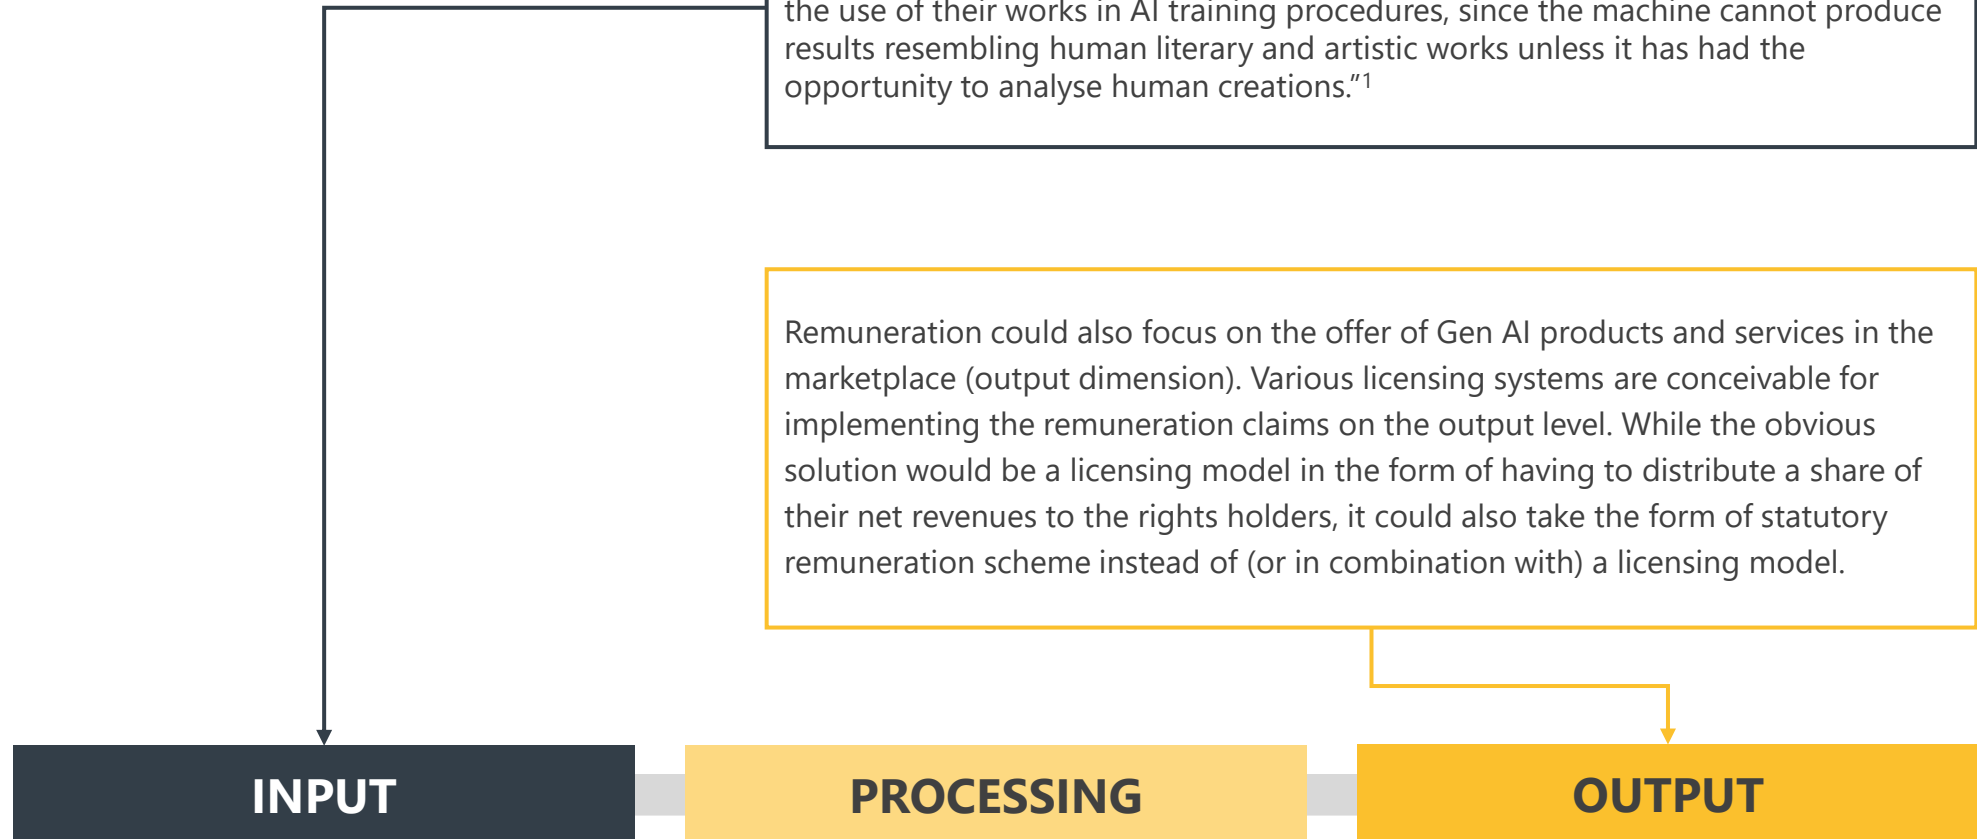 the use of their works in AI training procedures, since the machine cannot produce
results resembling human literary and artistic works unless it has had the
opportunity to analyse human creations.”1
Remuneration could also focus on the offer of Gen AI products and services in the
marketplace (output dimension). Various licensing systems are conceivable for
implementing the remuneration claims on the output level. While the obvious
solution would be a licensing model in the form of having to distribute a share of
their net revenues to the rights holders, it could also take the form of statutory
remuneration scheme instead of (or in combination with) a licensing model.
INPUT
PROCESSING
OUTPUT